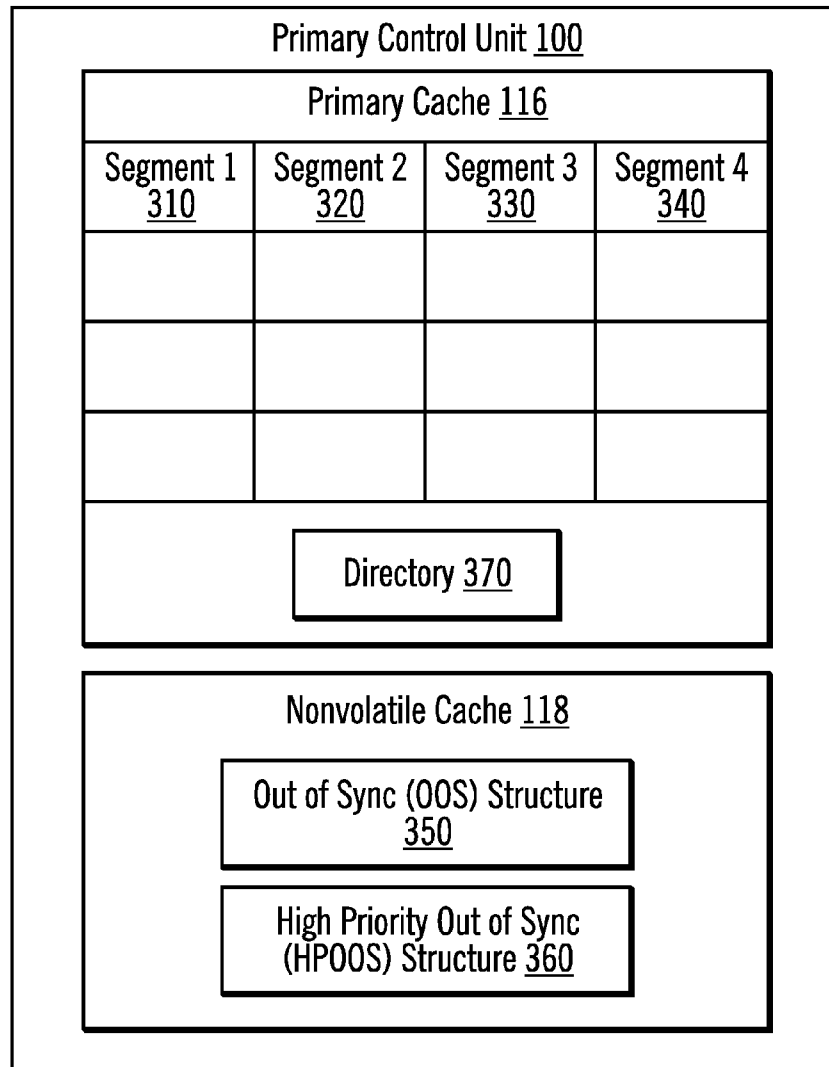 Primary Control Unit 100
Primary Cache 116
Segment 1
310
Segment 2
320
Segment 3
330
Segment 4
340
Directory 370
Nonvolatile Cache 118
Out of Sync (OOS) Structure
350
High Priority Out of Sync
(HPOOS) Structure 360